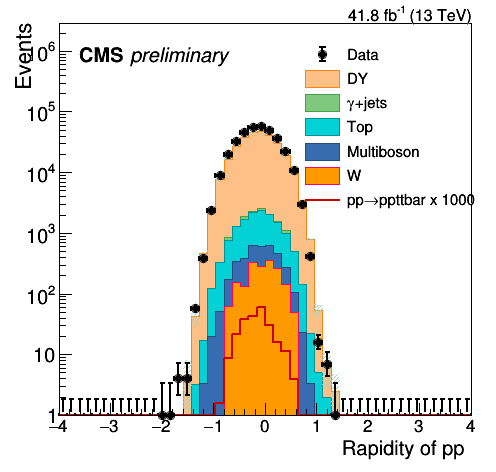 41.8 fb⁻¹ (13 TeV)
Events
CMS preliminary
Data
DY
γ+jets
Top
Multiboson
W
pp→ppttbar x 1000
10⁶
10⁵
10⁴
10³
10²
10
1
−4 −3 −2 −1 0 1 2 3 4
Rapidity of pp